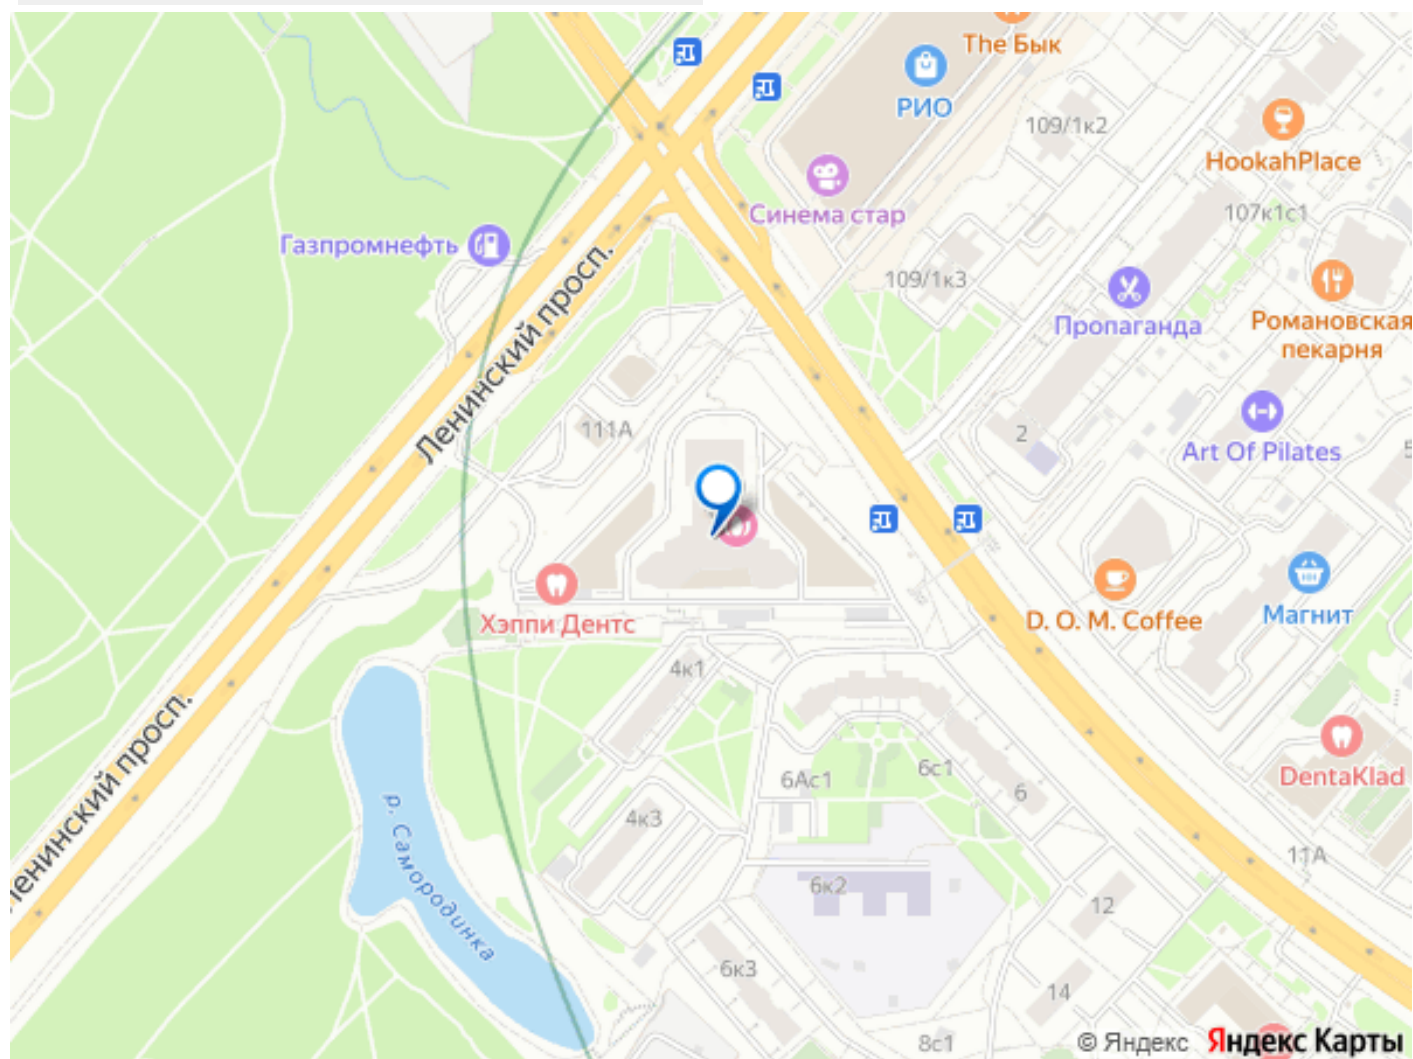 The Бык
РИО
109/1к2
HookahPlace
Синема стар
107к1с1
Газпромнефть
109/1к3
Пропаганда
Романовская
пекарня
Ленинский просп.
111А
2
Art Of Pilates
5
Хэппи Дентс
D. O. M. Coffee
Магнит
4к1
Ленинский просп.
6Ас1
6с1
6
DentaKlad
4к3
р. Самородинка
11А
6к2
12
6к3
14
8с1
© Яндекс Яндекс Карты